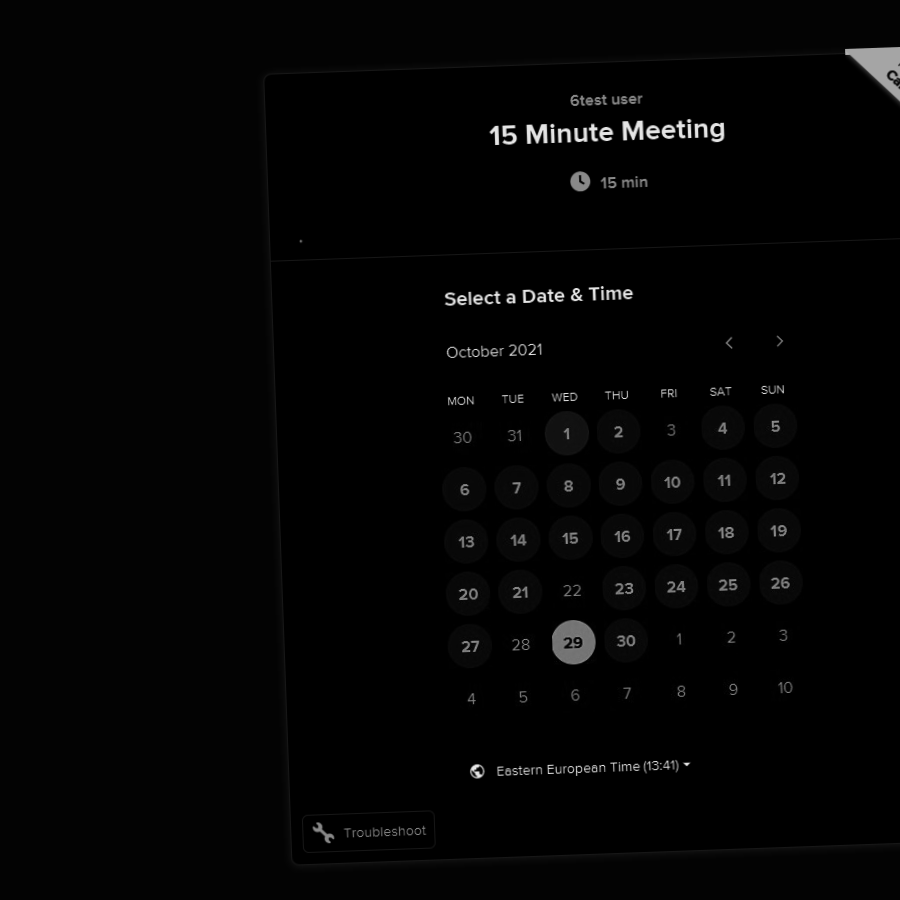 6test user
15 Minute Meeting
15 min
Select a Date & Time
October 2021
MON TUE WED THU FRI SAT SUN
30 31 1 2 3 4 5
6 7 8 9 10 11 12
13 14 15 16 17 18 19
20 21 22 23 24 25 26
27 28 29 30 1 2 3
4 5 6 7 8 9 10
Eastern European Time (13:41)
Troubleshoot